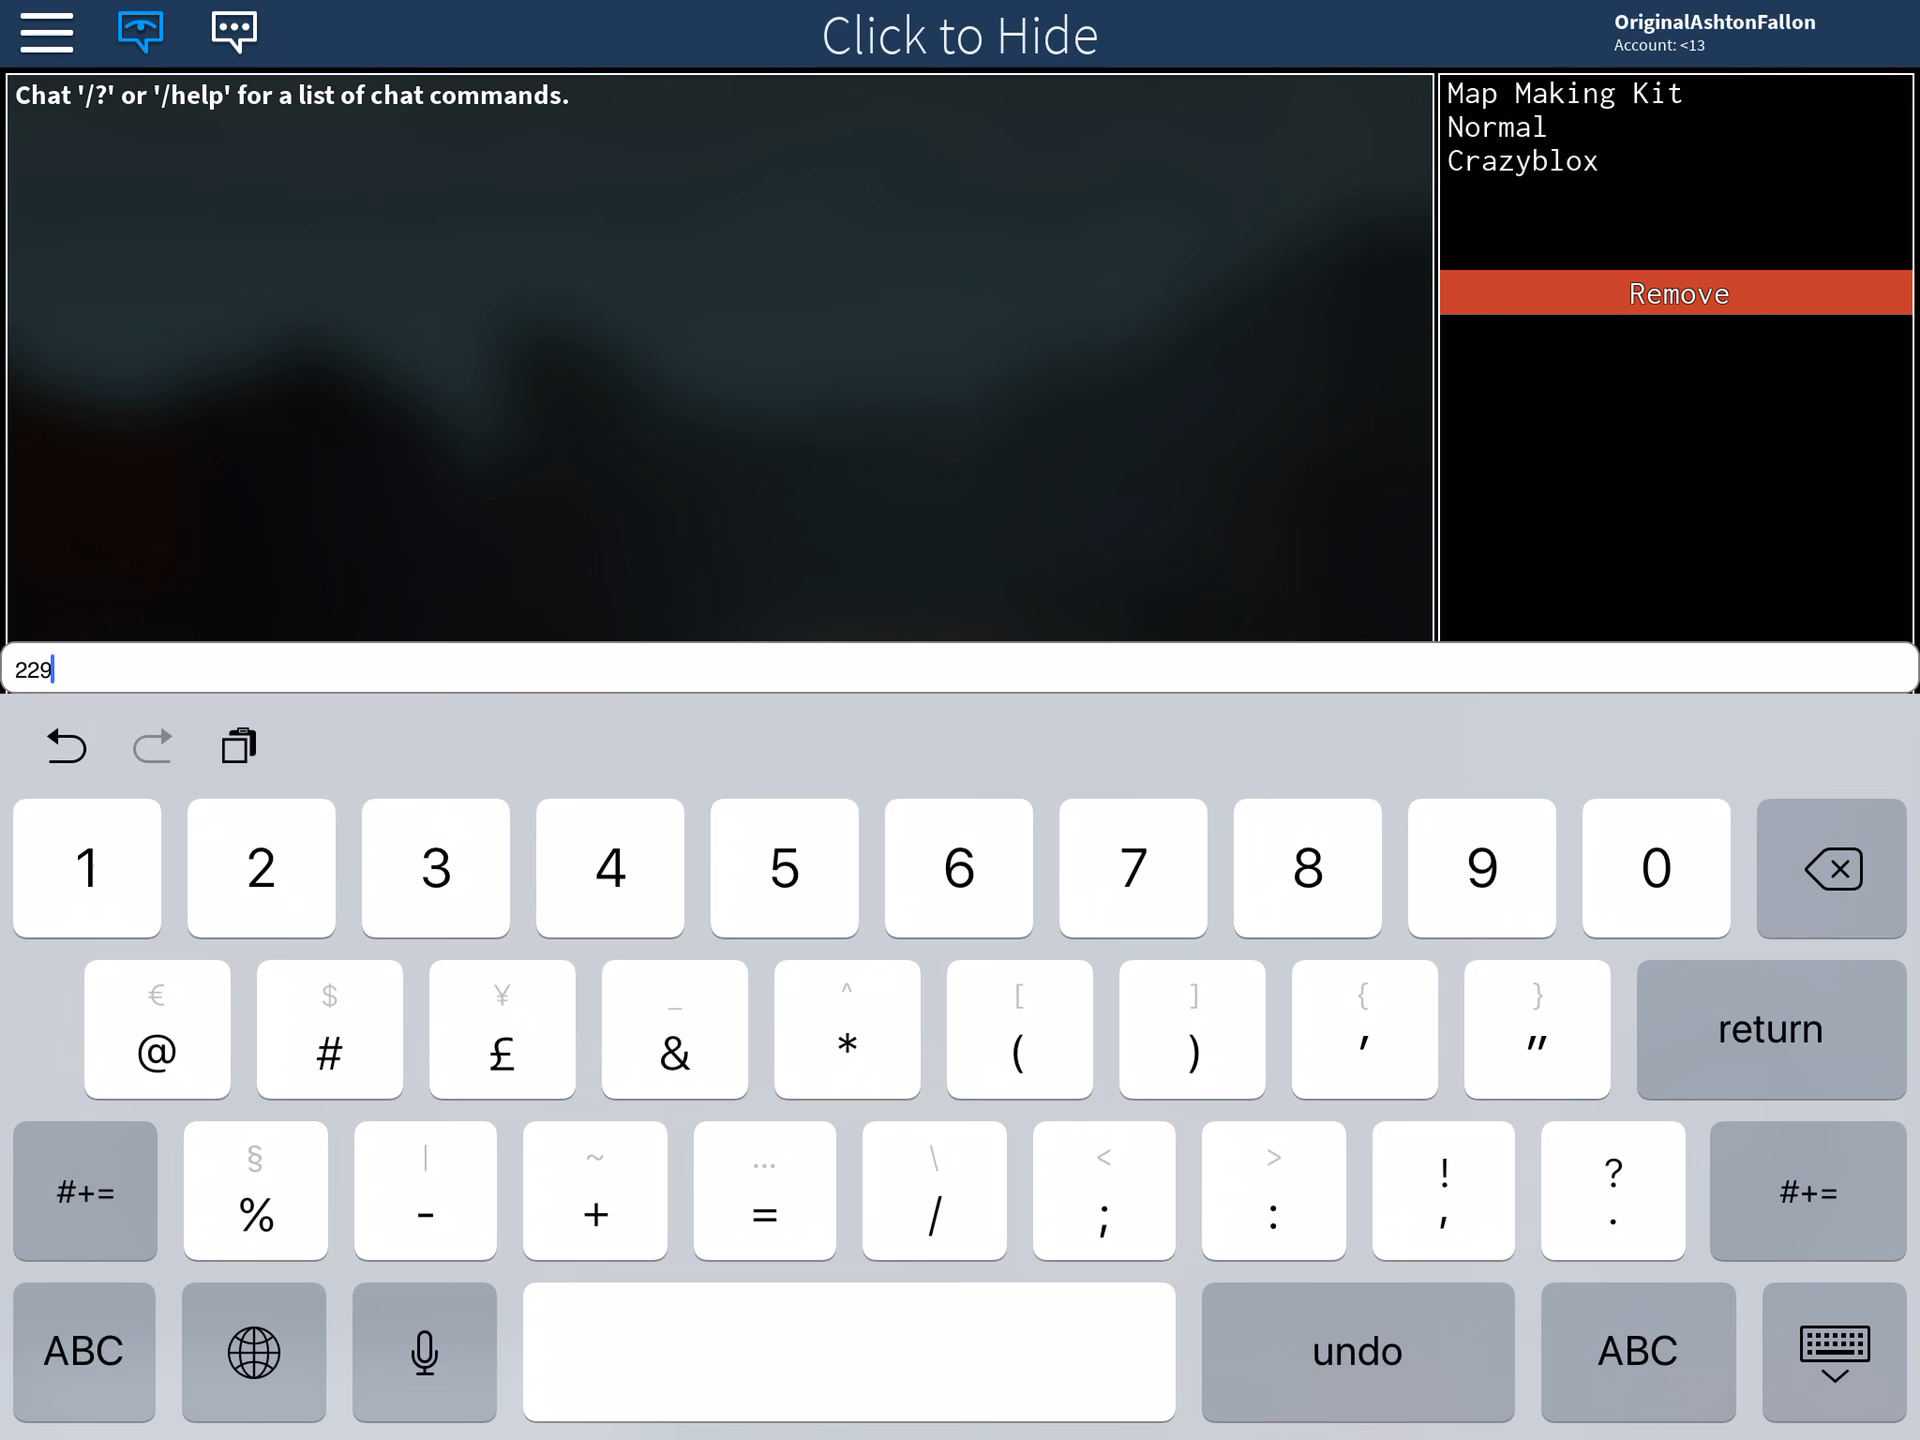 Click to Hide
OriginalAshtonFallon
Account: <13
Chat '/?' or '/help' for a list of chat commands.
Map Making Kit
Normal
Crazyblox
Remove
229
1 2 3 4 5 6 7 8 9 0
€ $ ¥ _ ^ [ ] { }
@ # £ & * ( ) ' " return
§ | ~ ... \ < > ! ?
#+= % - + = / ; : , . #+=
ABC undo ABC